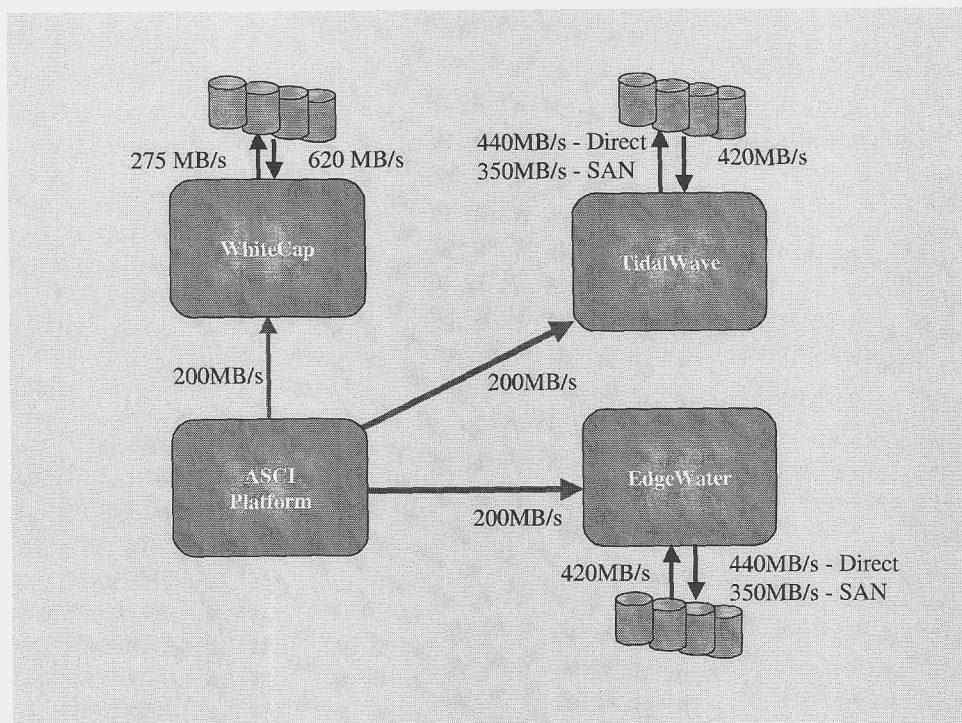 275 MB/s
620 MB/s
440MB/s - Direct
350MB/s - SAN
420MB/s
WhiteCap
TidalWave
200MB/s
200MB/s
ASCI
Platform
EdgeWater
200MB/s
420MB/s
440MB/s - Direct
350MB/s - SAN